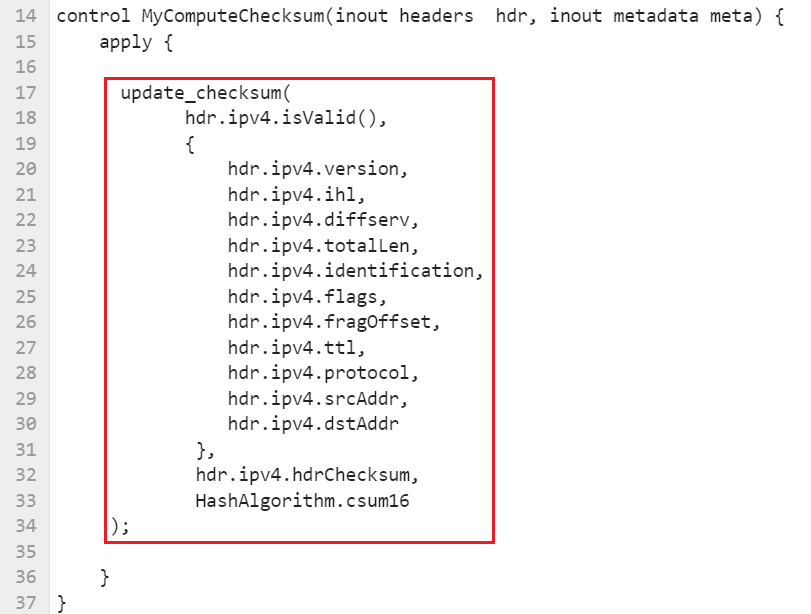 14 control MyComputeChecksum(inout headers  hdr, inout metadata meta) {
15     apply {
16
17       update_checksum(
18             hdr.ipv4.isValid(),
19             {
20                 hdr.ipv4.version,
21                 hdr.ipv4.ihl,
22                 hdr.ipv4.diffserv,
23                 hdr.ipv4.totalLen,
24                 hdr.ipv4.identification,
25                 hdr.ipv4.flags,
26                 hdr.ipv4.fragOffset,
27                 hdr.ipv4.ttl,
28                 hdr.ipv4.protocol,
29                 hdr.ipv4.srcAddr,
30                 hdr.ipv4.dstAddr
31              },
32              hdr.ipv4.hdrChecksum,
33              HashAlgorithm.csum16
34      );
35
36     }
37 }